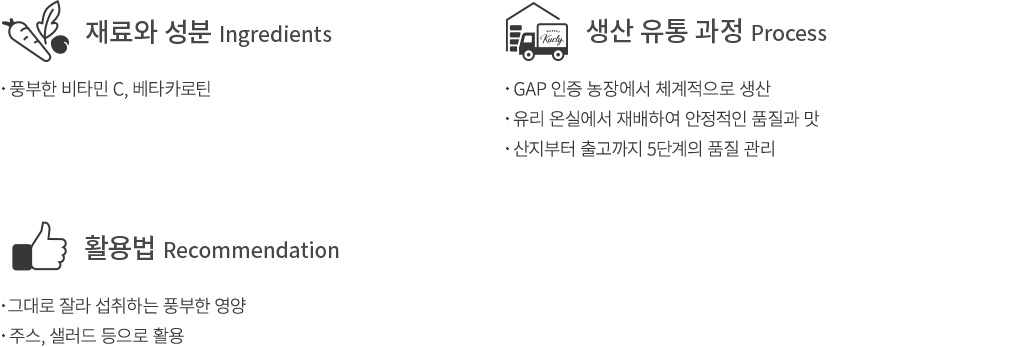 재료와 성분 Ingredients
· 풍부한 비타민 C, 베타카로틴
MARKET
Kurly
생산 유통 과정 Process
· GAP 인증 농장에서 체계적으로 생산
· 유리 온실에서 재배하여 안정적인 품질과 맛
· 산지부터 출고까지 5단계의 품질 관리
활용법 Recommendation
· 그대로 잘라 섭취하는 풍부한 영양
· 주스, 샐러드 등으로 활용